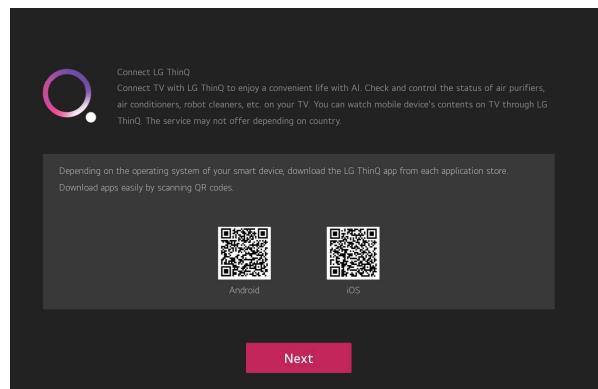 Connect LG ThinQ
Connect TV with LG ThinQ to enjoy a convenient life with AI. Check and control the status of air purifiers,
air conditioners, robot cleaners, etc. on your TV. You can watch mobile device's contents on TV through LG
ThinQ. The service may not offer depending on country.
Depending on the operating system of your smart device, download the LG ThinQ app from each application store.
Download apps easily by scanning QR codes.
Android
iOS
Next